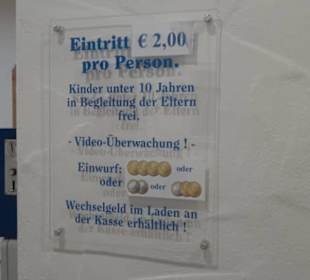 Eintritt € 2,00
pro Person.
Kinder unter 10 Jahren
in Begleitung der Eltern
frei.
- Video-Überwachung ! -
Einwurf: oder
oder oder
Wechselgeld im Laden an
der Kasse erhältlich !